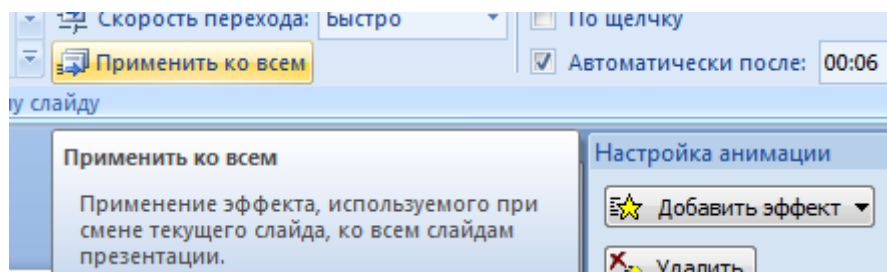 Скорость перехода: Быстро
По щелчку
Применить ко всем
Автоматически после: 00:06
му слайду
Применить ко всем
Применение эффекта, используемого при
смене текущего слайда, ко всем слайдам
презентации.
Настройка анимации
Добавить эффект
Удалить